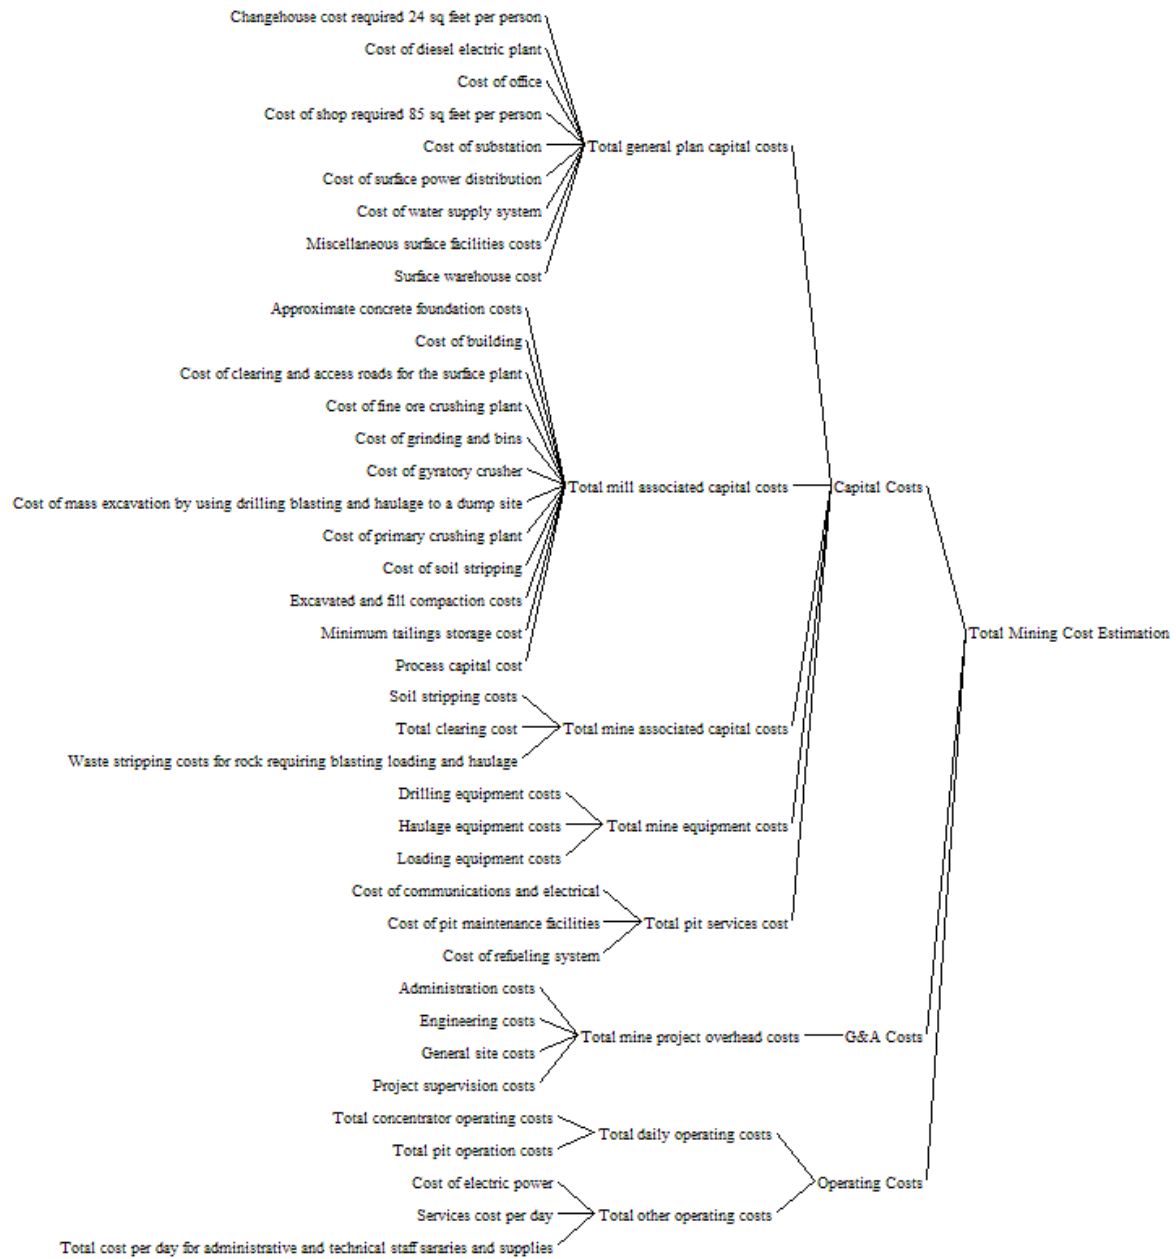 Changehouse cost required 24 sq feet per person
Cost of diesel electric plant
Cost of office
Cost of shop required 85 sq feet per person
Cost of substation
Total general plan capital costs
Cost of surface power distribution
Cost of water supply system
Miscellaneous surface facilities costs
Surface warehouse cost
Approximate concrete foundation costs
Cost of building
Cost of clearing and access roads for the surface plant
Cost of fine ore crushing plant
Cost of grinding and bins
Cost of gyratory crusher
Total mill associated capital costs
Capital Costs
Cost of mass excavation by using drilling blasting and haulage to a dump site
Cost of primary crushing plant
Cost of soil stripping
Excavated and fill compaction costs
Minimum tailings storage cost
Total Mining Cost Estimation
Process capital cost
Soil stripping costs
Total clearing cost
Total mine associated capital costs
Waste stripping costs for rock requiring blasting loading and haulage
Drilling equipment costs
Haulage equipment costs
Total mine equipment costs
Loading equipment costs
Cost of communications and electrical
Cost of pit maintenance facilities
Total pit services cost
Cost of refueling system
Administration costs
Engineering costs
Total mine project overhead costs
G&A Costs
General site costs
Project supervision costs
Total concentrator operating costs
Total daily operating costs
Total pit operation costs
Cost of electric power
Operating Costs
Services cost per day
Total other operating costs
Total cost per day for administrative and technical staff sararies and supplies